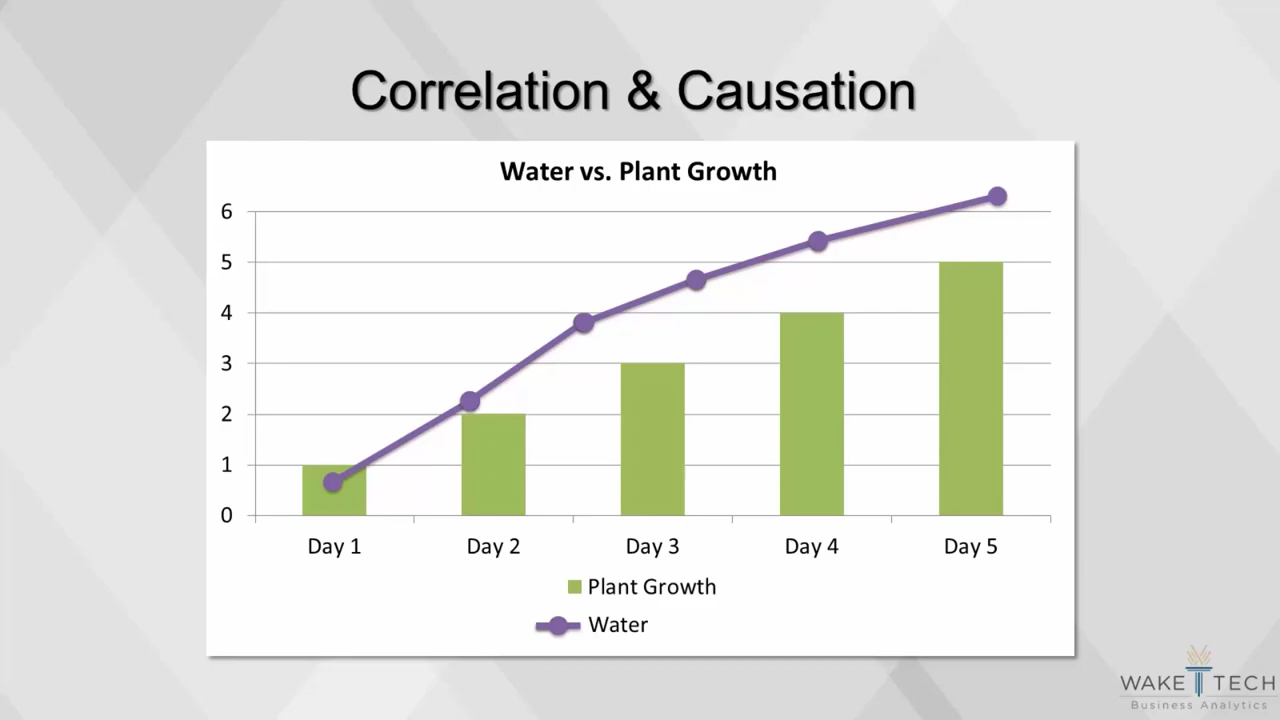 Correlation & Causation
Water vs. Plant Growth
6
5
4
3
2
1
0
Day 1 Day 2 Day 3 Day 4 Day 5
Plant Growth
Water
WAKE TECH
Business Analytics